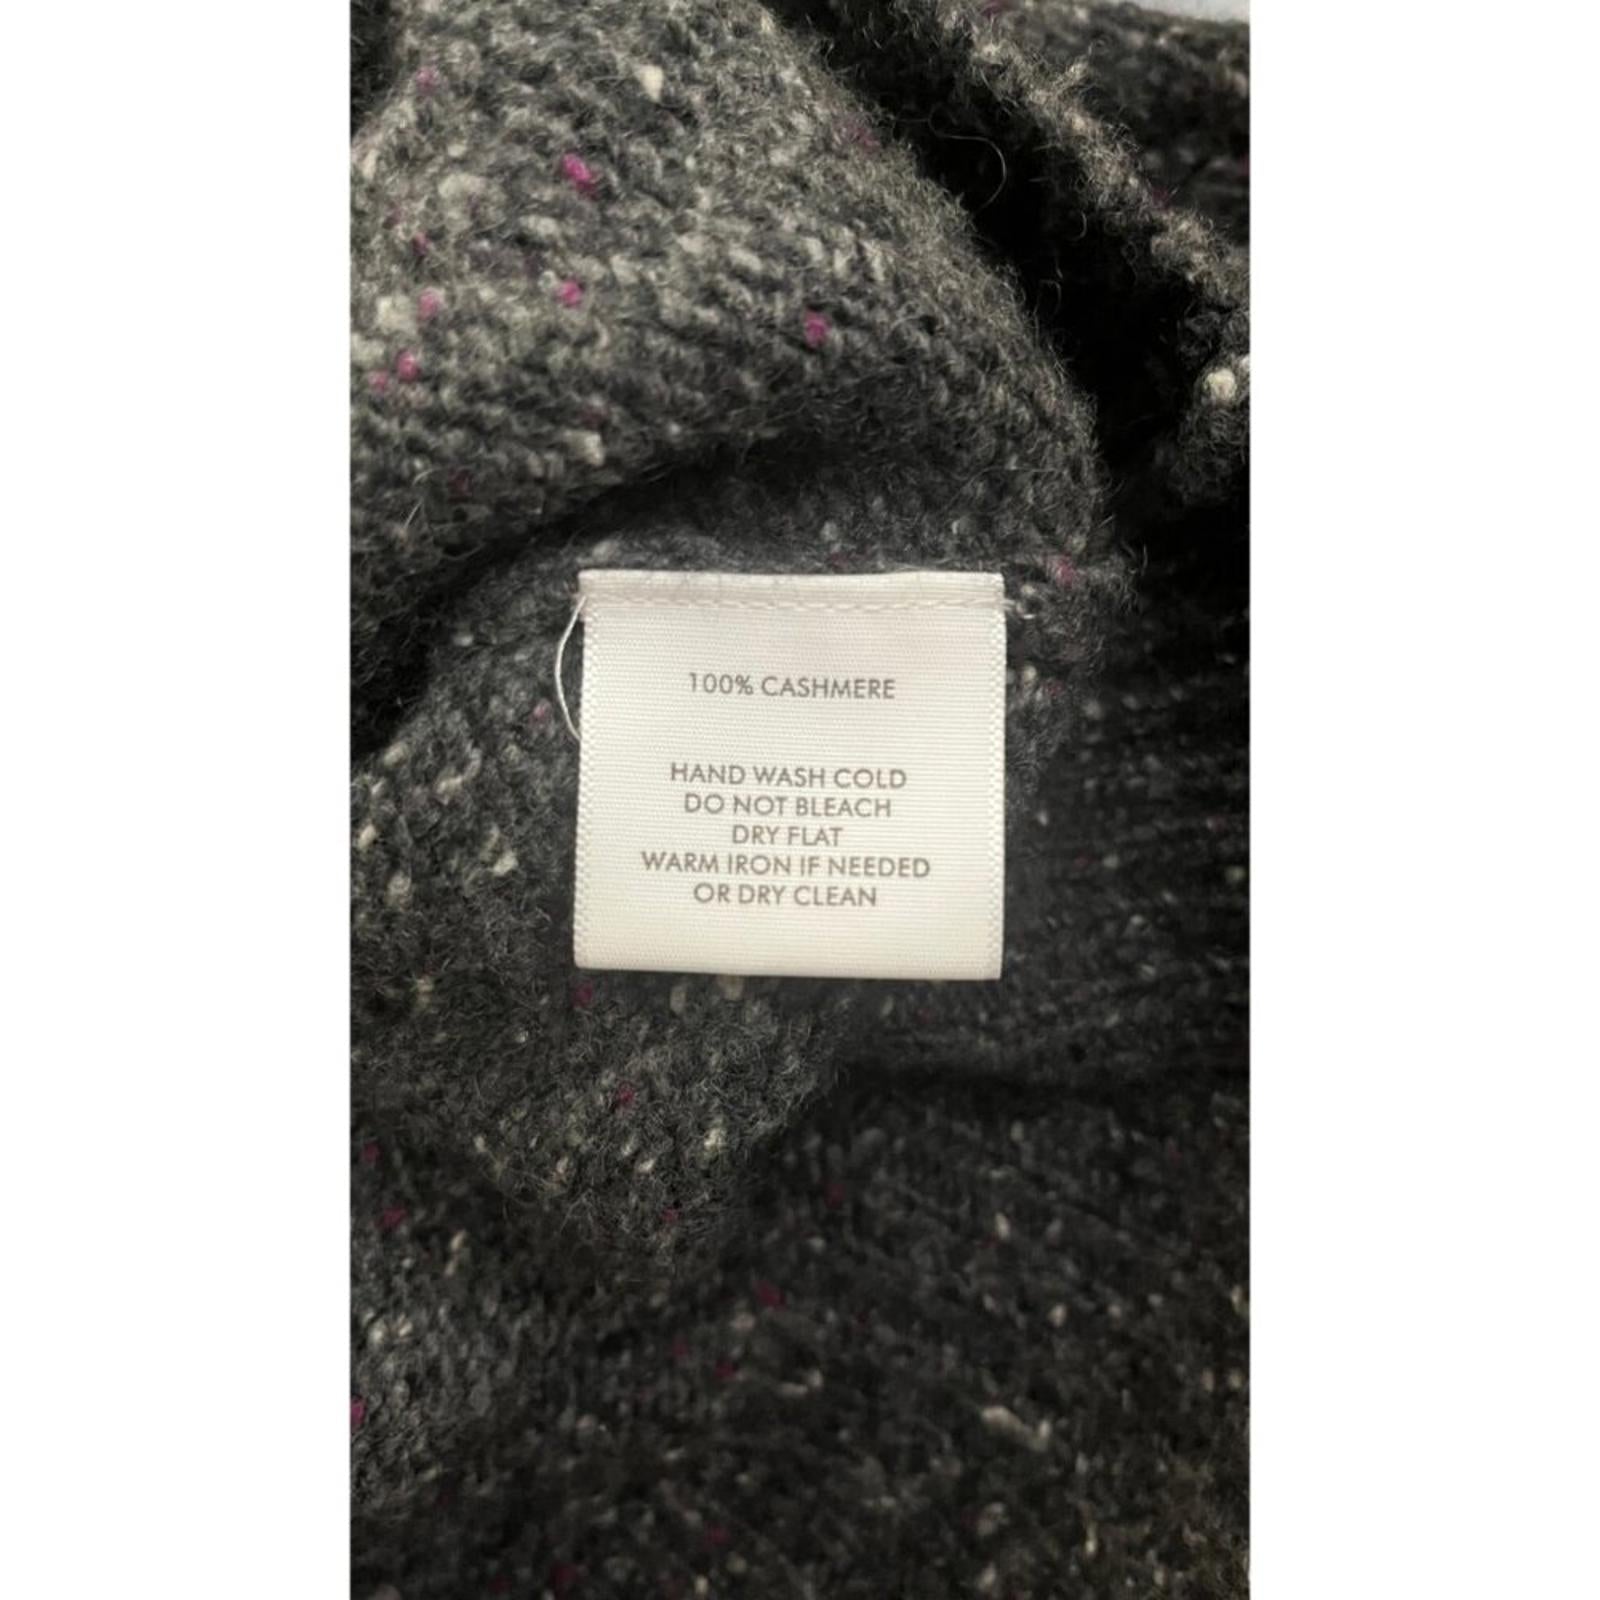 100% CASHMERE
HAND WASH COLD
DO NOT BLEACH
DRY FLAT
WARM IRON IF NEEDED
OR DRY CLEAN